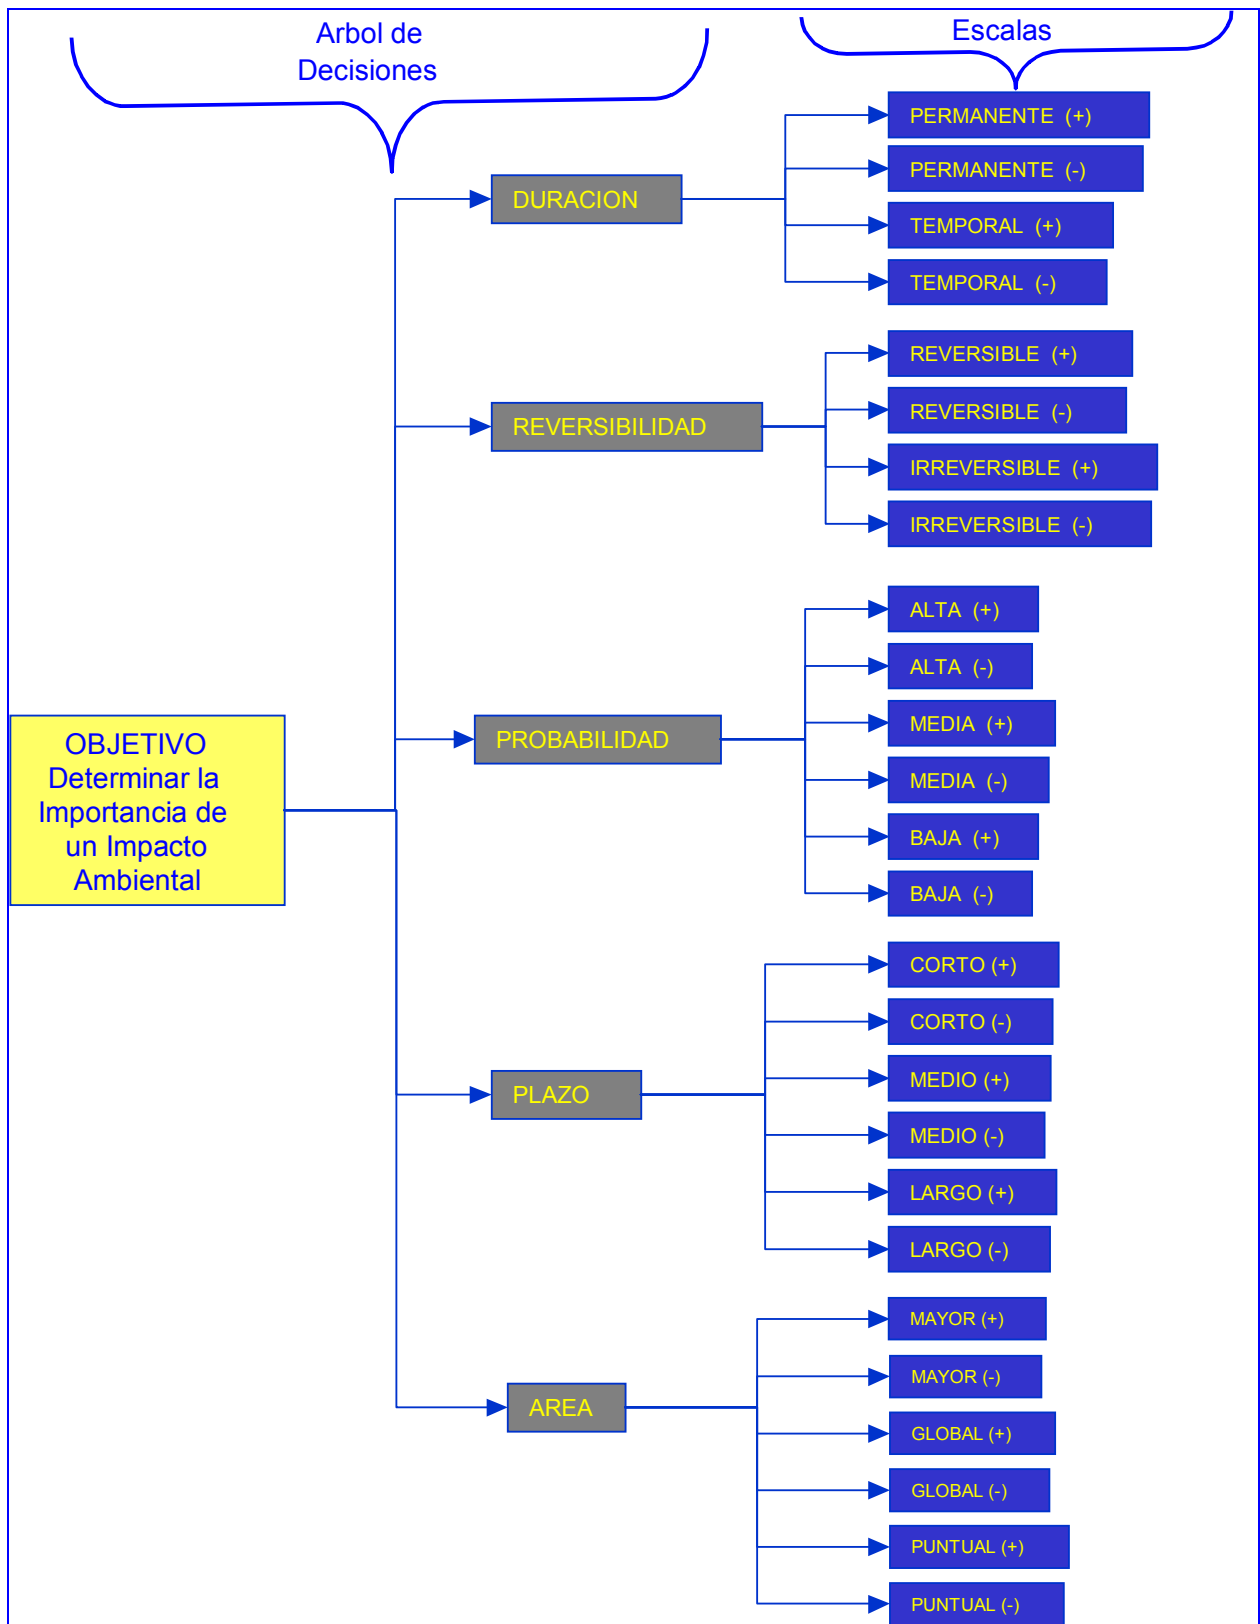 Arbol de
Decisiones
Escalas
OBJETIVO
Determinar la
Importancia de
un Impacto
Ambiental
DURACION
PERMANENTE (+)
PERMANENTE (-)
TEMPORAL (+)
TEMPORAL (-)
REVERSIBILIDAD
REVERSIBLE (+)
REVERSIBLE (-)
IRREVERSIBLE (+)
IRREVERSIBLE (-)
PROBABILIDAD
ALTA (+)
ALTA (-)
MEDIA (+)
MEDIA (-)
BAJA (+)
BAJA (-)
PLAZO
CORTO (+)
CORTO (-)
MEDIO (+)
MEDIO (-)
LARGO (+)
LARGO (-)
AREA
MAYOR (+)
MAYOR (-)
GLOBAL (+)
GLOBAL (-)
PUNTUAL (+)
PUNTUAL (-)